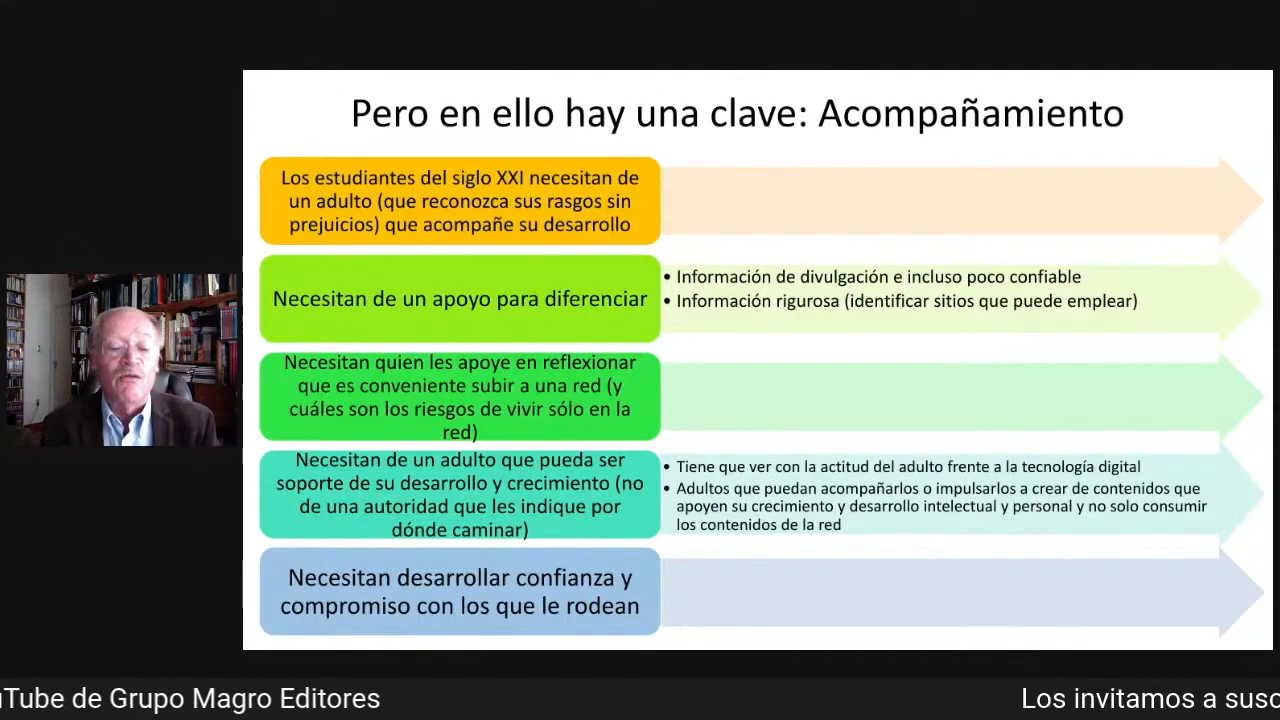 Pero en ello hay una clave: Acompañamiento
Los estudiantes del siglo XXI necesitan de
un adulto (que reconozca sus rasgos sin
prejuicios) que acompañe su desarrollo
Necesitan de un apoyo para diferenciar
• Información de divulgación e incluso poco confiable
• Información rigurosa (identificar sitios que puede emplear)
Necesitan quien les apoye en reflexionar
que es conveniente subir a una red (y
cuáles son los riesgos de vivir sólo en la
red)
Necesitan de un adulto que pueda ser
soporte de su desarrollo y crecimiento (no
de una autoridad que les indique por
dónde caminar)
• Tiene que ver con la actitud del adulto frente a la tecnología digital
• Adultos que puedan acompañarlos o impulsarlos a crear de contenidos que
apoyen su crecimiento y desarrollo intelectual y personal y no solo consumir
los contenidos de la red
Necesitan desarrollar confianza y
compromiso con los que le rodean
uTube de Grupo Magro Editores
Los invitamos a susc